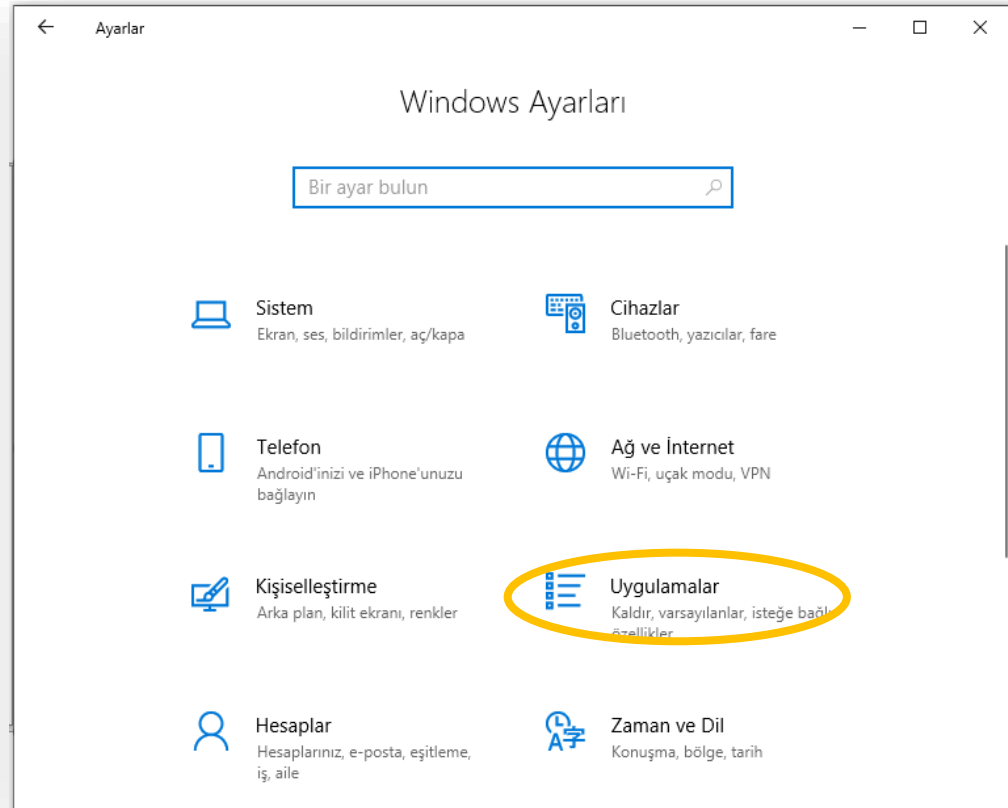 Ayarlar
Windows Ayarları
Bir ayar bulun
Sistem
Ekran, ses, bildirimler, aç/kapa
Cihazlar
Bluetooth, yazıcılar, fare
Telefon
Android'inizi ve iPhone'unuzu
bağlayın
Ağ ve İnternet
Wi-Fi, uçak modu, VPN
Kişiselleştirme
Arka plan, kilit ekranı, renkler
Uygulamalar
Kaldır, varsayılanlar, isteğe bağlı
özellikler
Hesaplar
Hesaplarınız, e-posta, eşitleme,
iş, aile
Zaman ve Dil
Konuşma, bölge, tarih